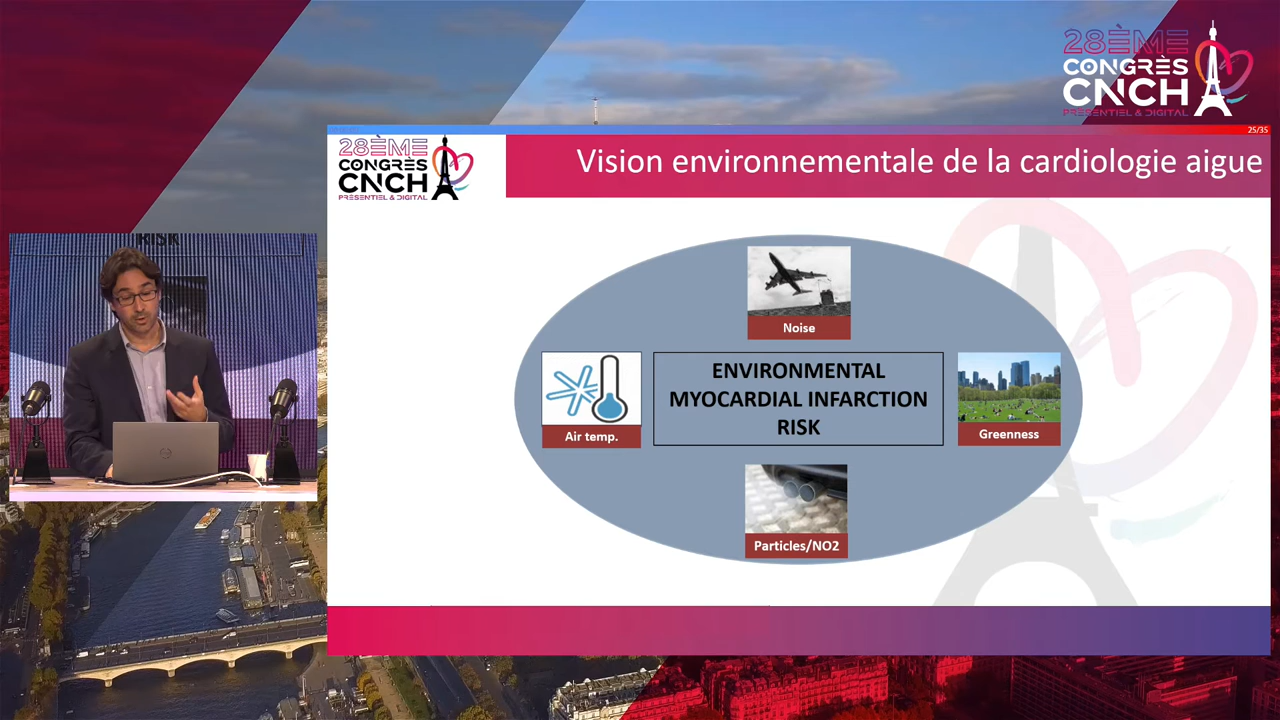 28ÈME
CONGRÈS
CNCH
PRÉSENTIEL & DIGITAL
25/35
28ÈME
CONGRÈS
CNCH
PRÉSENTIEL & DIGITAL
Vision environnementale de la cardiologie aigue
RISK
Noise
ENVIRONMENTAL
MYOCARDIAL INFARCTION
RISK
Air temp.
Greenness
Particles/NO2